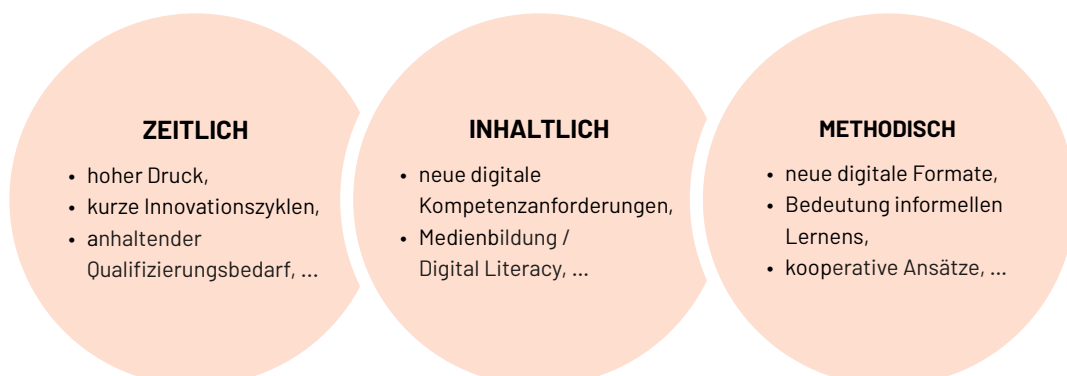 ZEITLICH
• hoher Druck,
• kurze Innovationszyklen,
• anhaltender
Qualifizierungsbedarf, ...
INHALTLICH
• neue digitale
Kompetenzanforderungen,
• Medienbildung /
Digital Literacy, ...
METHODISCH
• neue digitale Formate,
• Bedeutung informellen
Lernens,
• kooperative Ansätze, ...